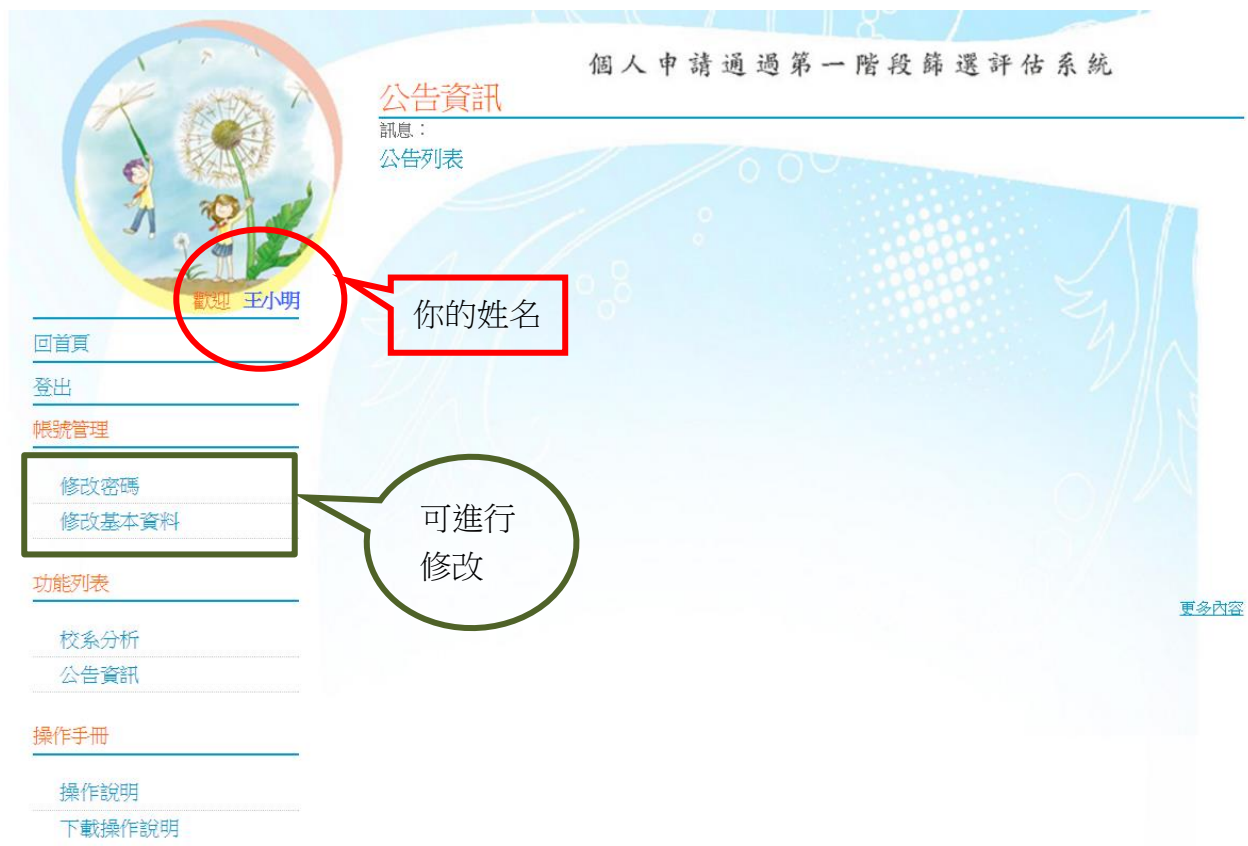 個人申請通過第一階段篩選評估系統
公告資訊
訊息：
公告列表
歡迎 王小明
你的姓名
回首頁
登出
帳號管理
修改密碼
修改基本資料
可進行
修改
功能列表
更多內容
校系分析
公告資訊
操作手冊
操作說明
下載操作說明